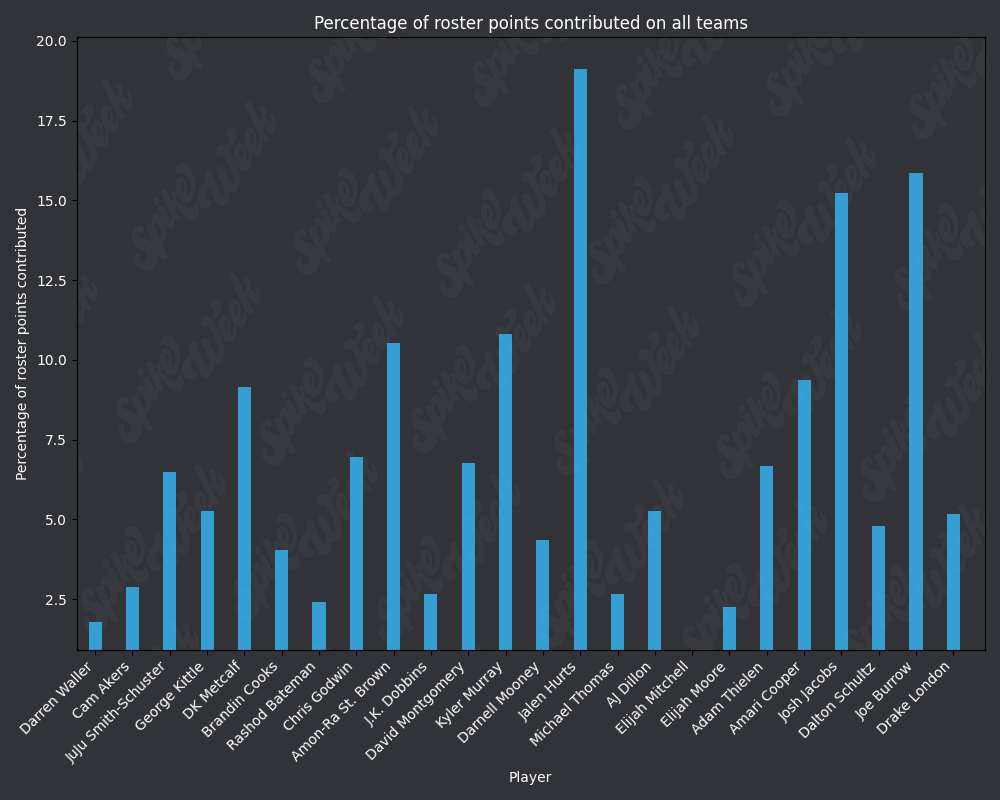 Percentage of roster points contributed on all teams
Percentage of roster points contributed
20.0
17.5
15.0
12.5
10.0
7.5
5.0
2.5
Darren Waller
Cam Akers
JuJu Smith-Schuster
George Kittle
DK Metcalf
Brandin Cooks
Rashod Bateman
Chris Godwin
Amon-Ra St. Brown
J.K. Dobbins
David Montgomery
Kyler Murray
Darnell Mooney
Jalen Hurts
Michael Thomas
AJ Dillon
Elijah Mitchell
Elijah Moore
Adam Thielen
Amari Cooper
Josh Jacobs
Dalton Schultz
Joe Burrow
Drake London
Player
Spike Week